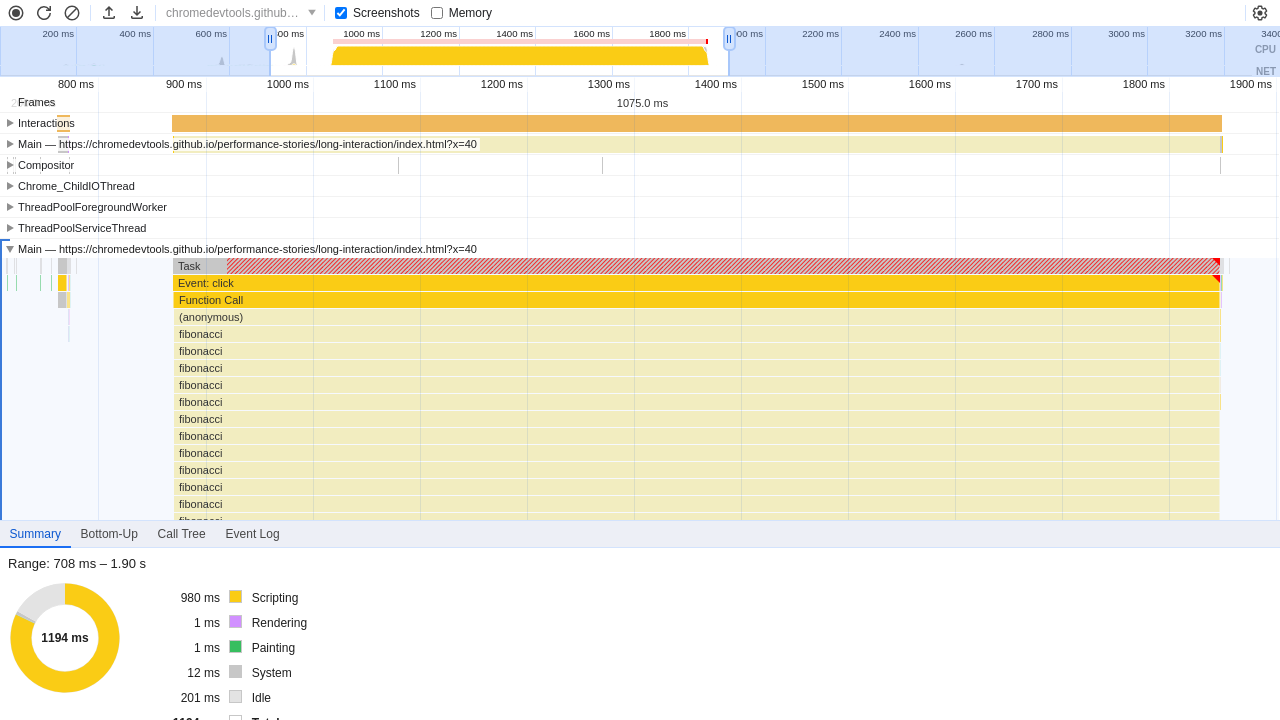 chromedevtools.github… Screenshots Memory
200 ms 400 ms 600 ms 1000 ms 1200 ms 1400 ms 1600 ms 1800 ms 2200 ms 2400 ms 2600 ms 2800 ms 3000 ms 3200 ms
CPU
NET
800 ms 900 ms 1000 ms 1100 ms 1200 ms 1300 ms 1400 ms 1500 ms 1600 ms 1700 ms 1800 ms 1900 ms
Frames 1075.0 ms
Interactions
Main — https://chromedevtools.github.io/performance-stories/long-interaction/index.html?x=40
Compositor
Chrome_ChildIOThread
ThreadPoolForegroundWorker
ThreadPoolServiceThread
Main — https://chromedevtools.github.io/performance-stories/long-interaction/index.html?x=40
Task
Event: click
Function Call
(anonymous)
fibonacci
fibonacci
fibonacci
fibonacci
fibonacci
fibonacci
fibonacci
fibonacci
fibonacci
fibonacci
fibonacci
fibonacci
Summary Bottom-Up Call Tree Event Log
Range: 708 ms – 1.90 s
1194 ms
980 ms Scripting
1 ms Rendering
1 ms Painting
12 ms System
201 ms Idle
1194 ms Total